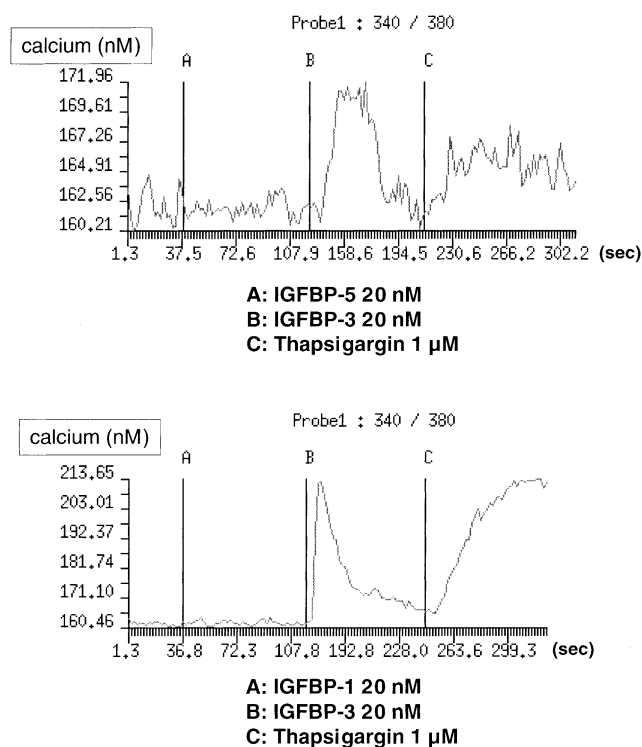 Probe1 : 340 / 380
calcium (nM)
A B C
171.96
169.61
167.26
164.91
162.56
160.21
1.3 37.5 72.6 107.9 158.6 194.5 230.6 266.2 302.2 (sec)
A: IGFBP-5 20 nM
B: IGFBP-3 20 nM
C: Thapsigargin 1 µM
Probe1 : 340 / 380
calcium (nM)
A B C
213.65
203.01
192.37
181.74
171.10
160.46
1.3 36.8 72.3 107.8 192.8 228.0 263.6 299.3 (sec)
A: IGFBP-1 20 nM
B: IGFBP-3 20 nM
C: Thapsigargin 1 µM